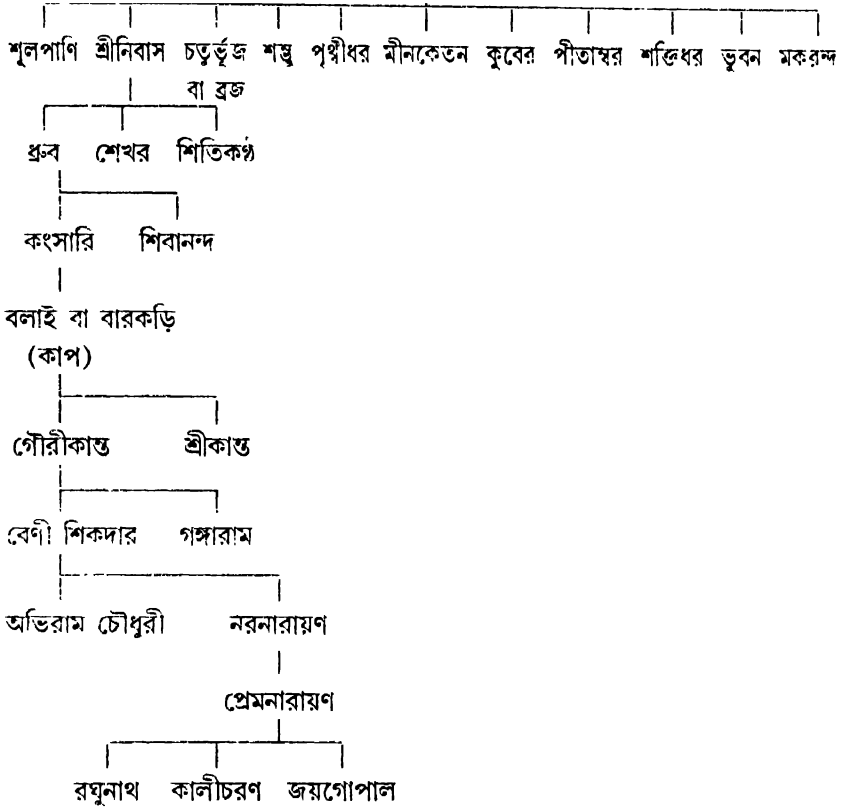 শূলপাণি শ্রীনিবাস চতুর্ভূজ শম্ভু পৃথ্বীধর মীনকেতন কুবের পীতাম্বর শক্তিধর ভুবন মকরন্দ
বা ব্রজ
ধ্রুব শেখর শিতিকণ্ঠ
কংসারি শিবানন্দ
বলাই বা বারকড়ি
(কাপ)
গৌরীকান্ত শ্রীকান্ত
বেণী শিকদার গঙ্গারাম
অভিরাম চৌধুরী নরনারায়ণ
প্রেমনারায়ণ
রঘুনাথ কালীচরণ জয়গোপাল